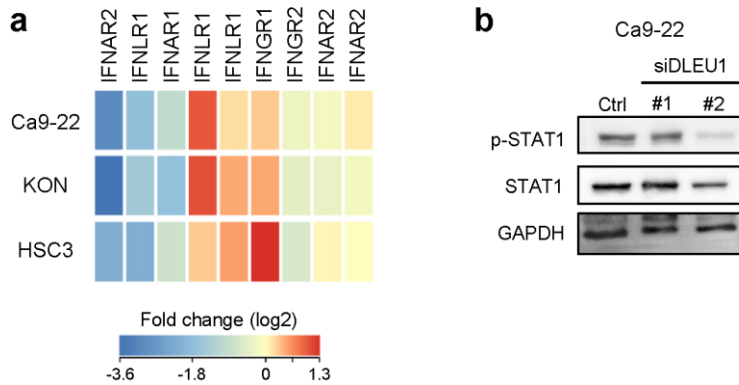 a
IFNAR2 IFNLR1 IFNAR1 IFNLR1 IFNLR1 IFNGR1 IFNGR2 IFNAR2 IFNAR2
Ca9-22
KON
HSC3
Fold change (log2)
-3.6 -1.8 0 1.3
b
Ca9-22
siDLEU1
Ctrl #1 #2
p-STAT1
STAT1
GAPDH